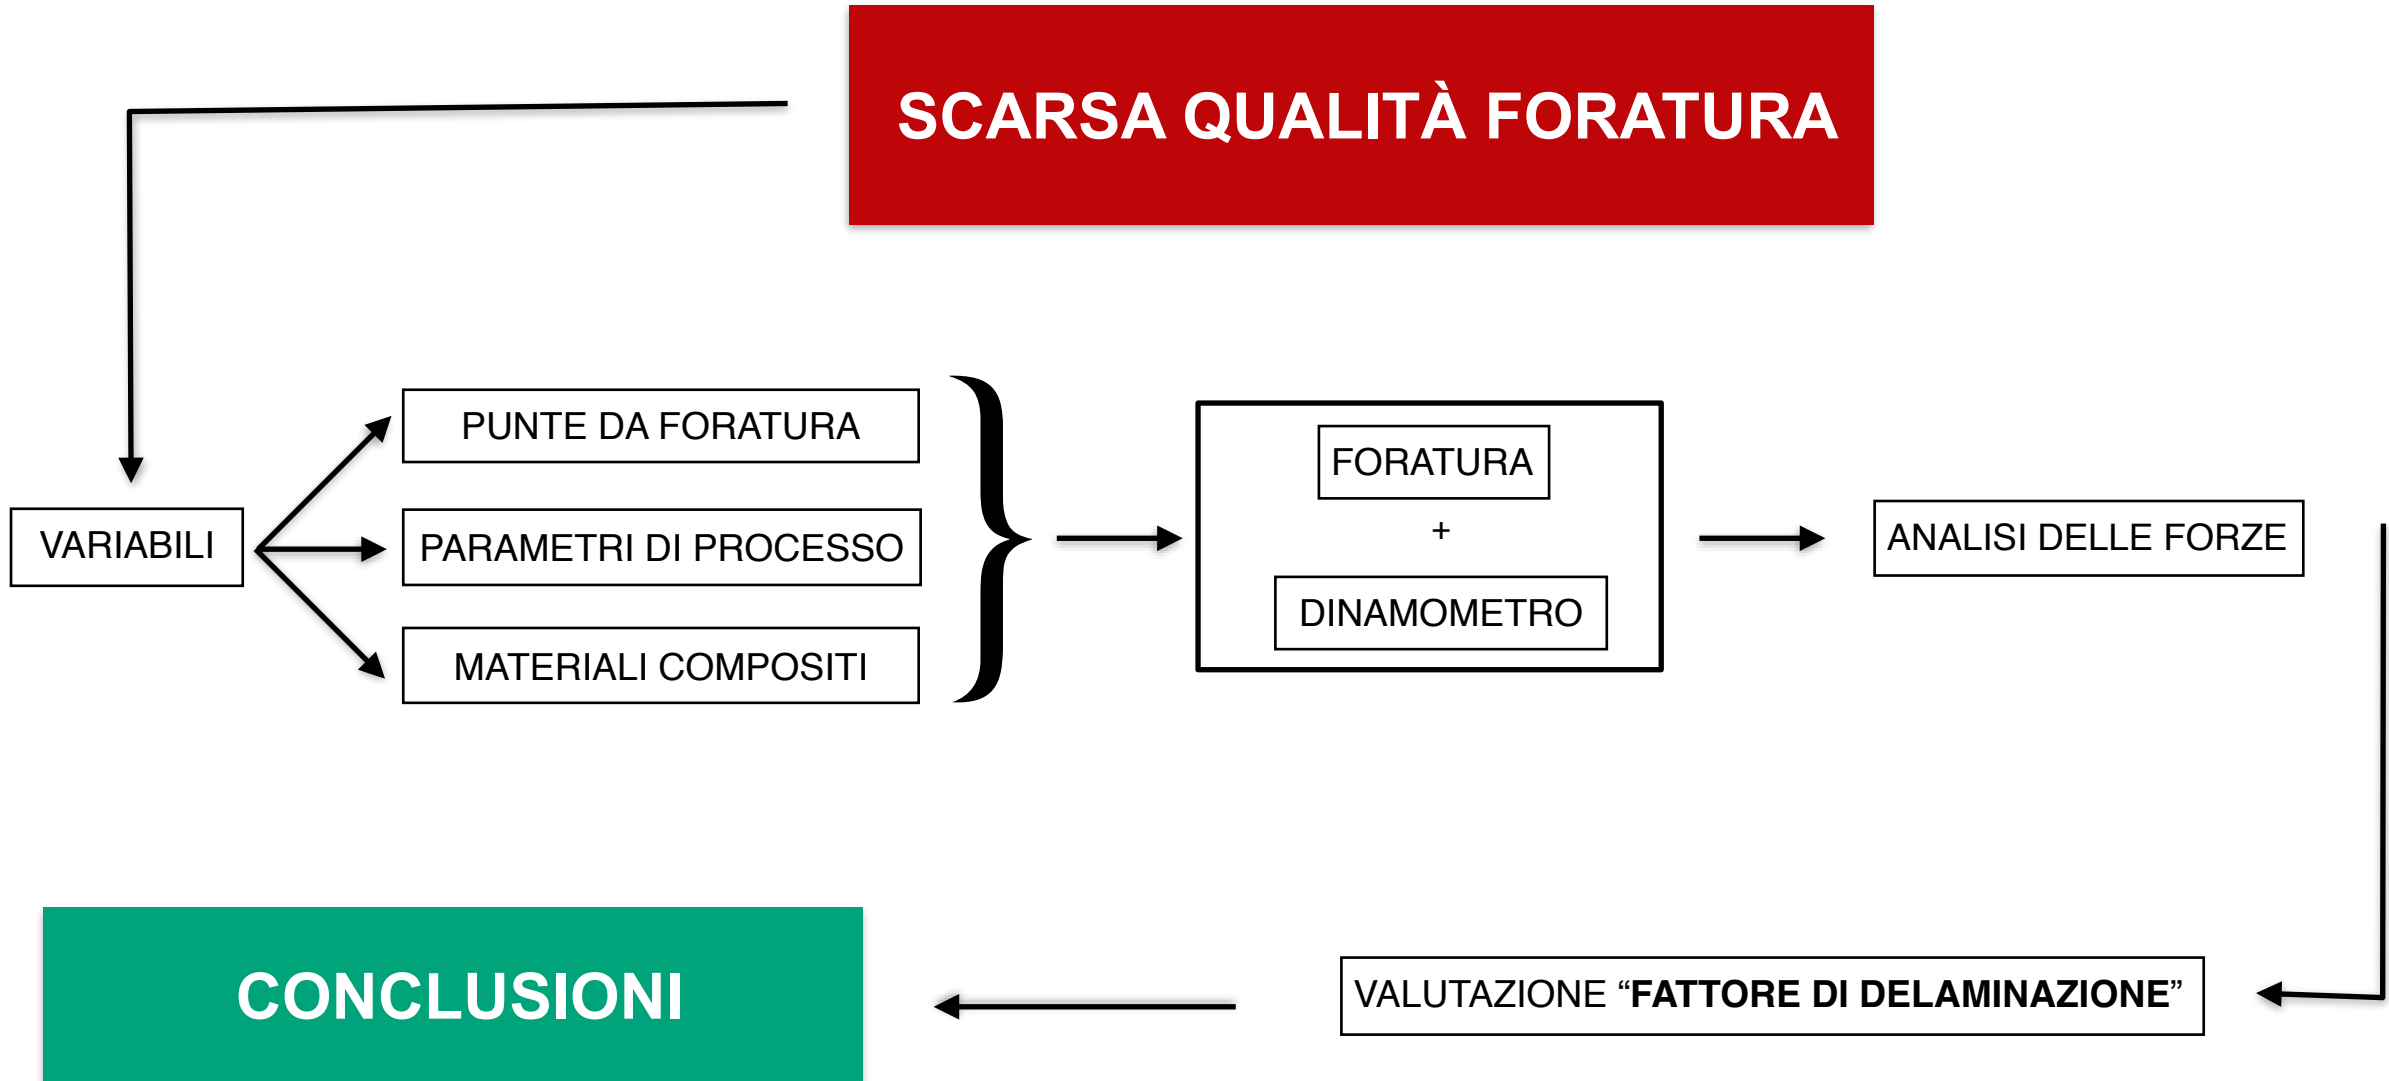 SCARSA QUALITÀ FORATURA
VARIABILI
PUNTE DA FORATURA
PARAMETRI DI PROCESSO
MATERIALI COMPOSITI
FORATURA
+
DINAMOMETRO
ANALISI DELLE FORZE
VALUTAZIONE “FATTORE DI DELAMINAZIONE”
CONCLUSIONI